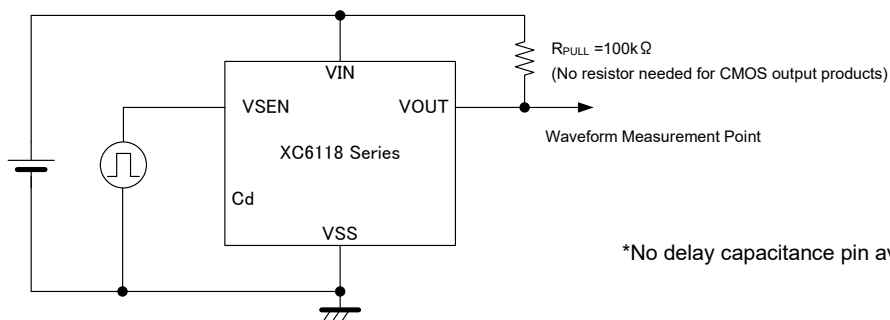 RPULL =100kΩ
(No resistor needed for CMOS output products)
VIN
VSEN VOUT
Waveform Measurement Point
XC6118 Series
Cd
VSS
*No delay capacitance pin